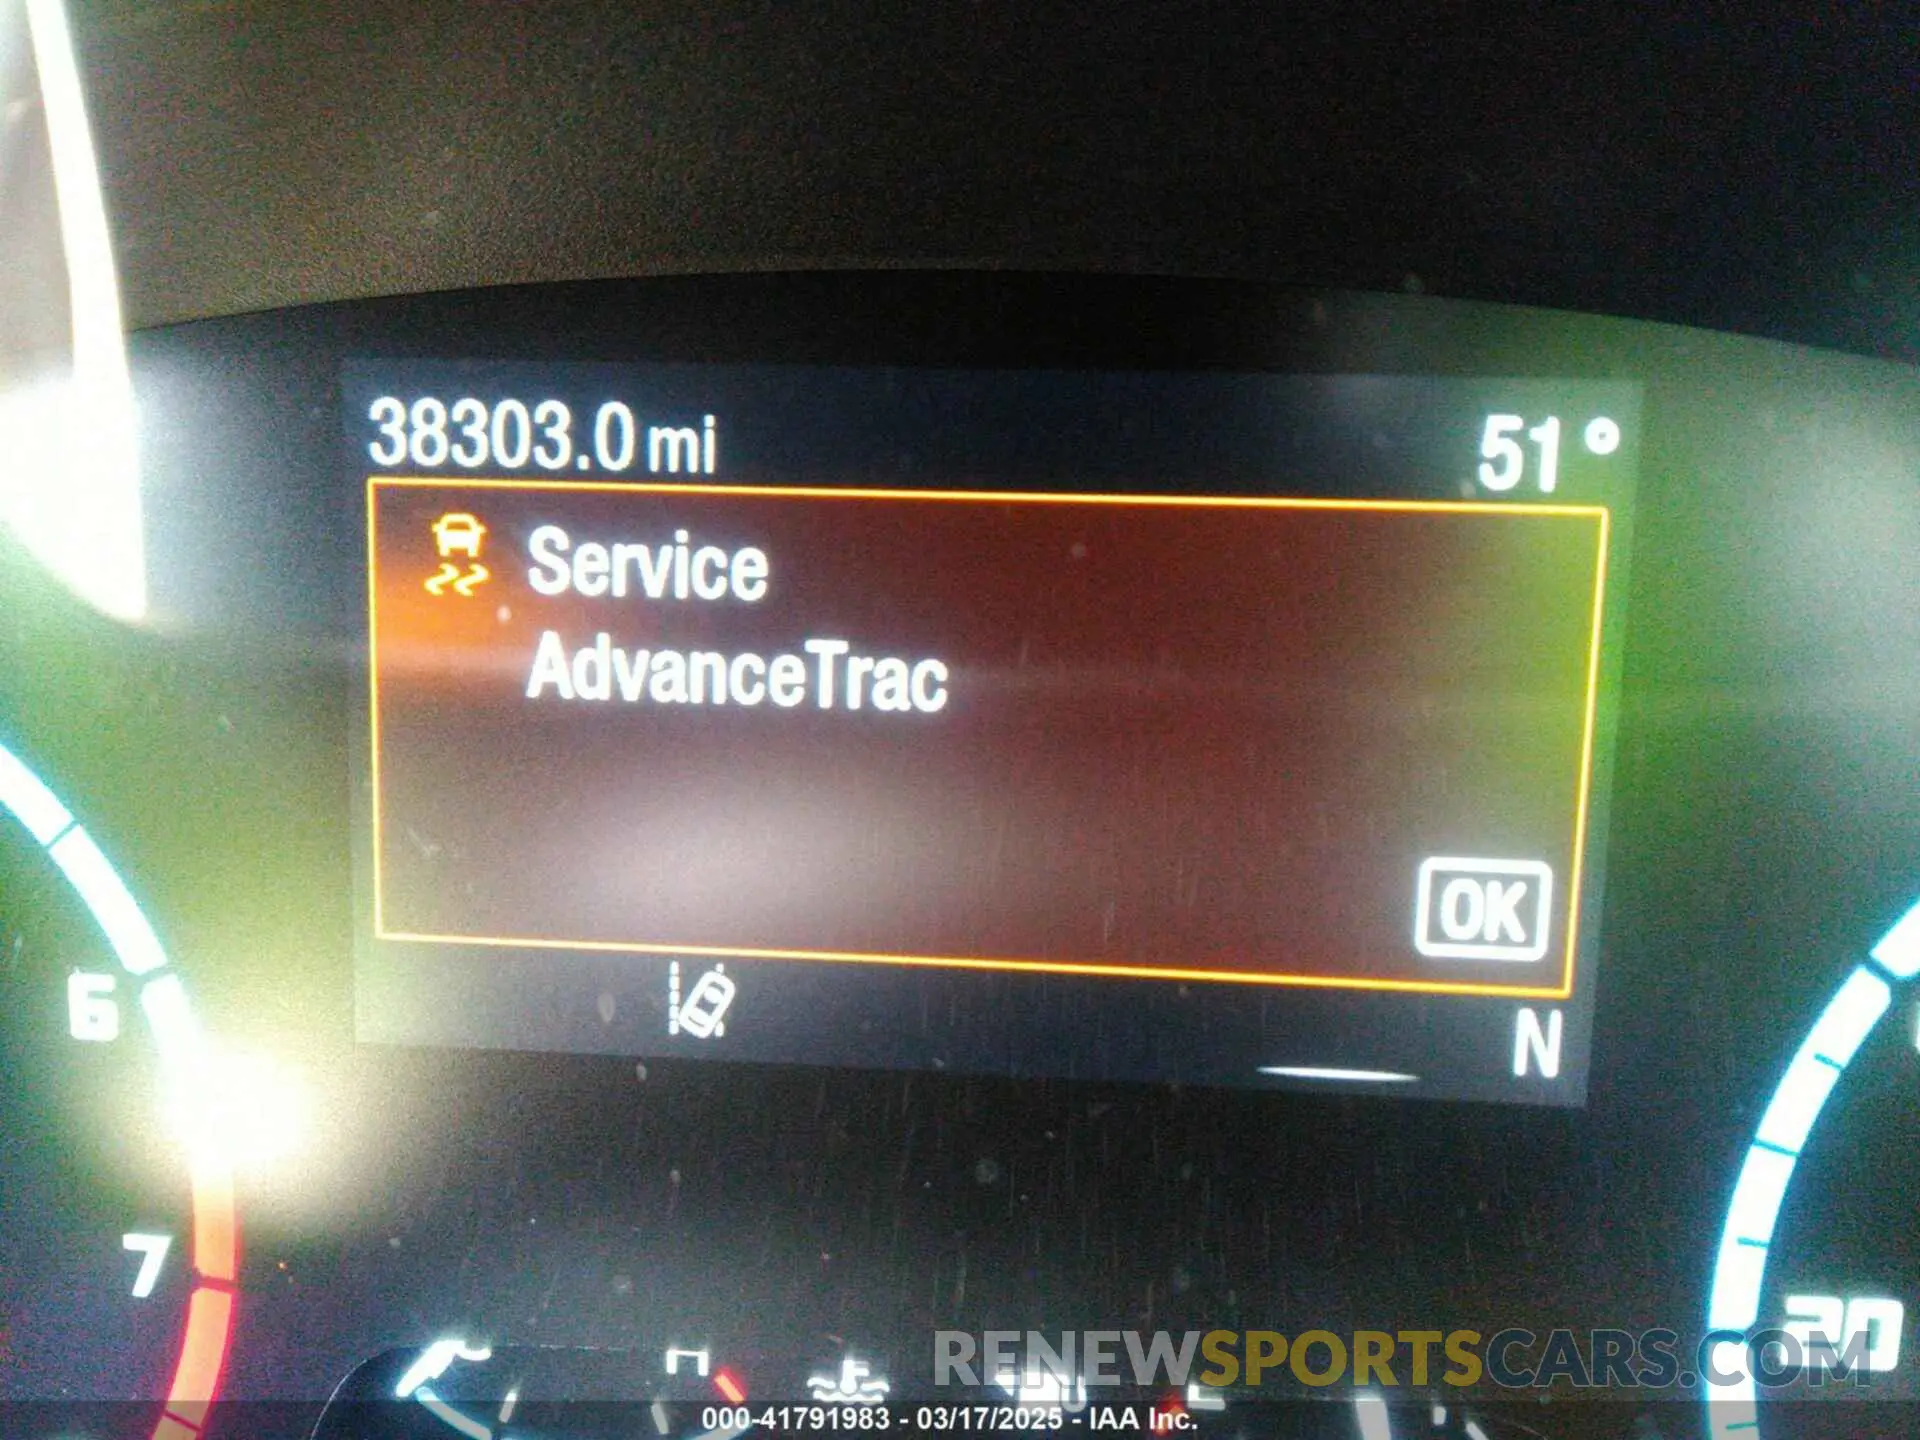 38303.0 mi 51°
Service
AdvanceTrac
OK
N
6
7
20
H
L
RENEWSPORTSCARS.COM
000-41791983 - 03/17/2025 - IAA Inc.